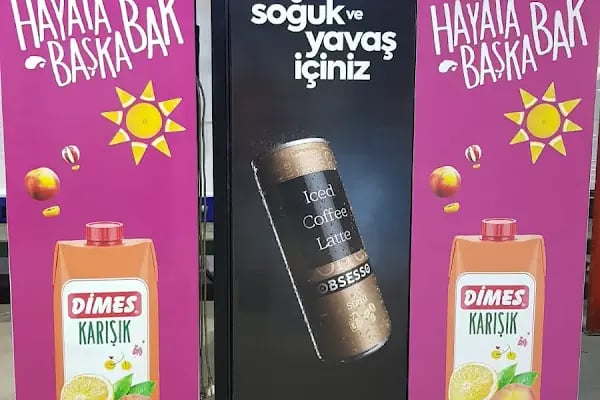 HAYATA
BAŞKA BAK
DİMES
KARIŞIK
soğuk ve
yavaş
içiniz
Iced
Coffee
Latte
OBSESSO
HAYATA
BAŞKA BAK
DİMES
KARIŞIK